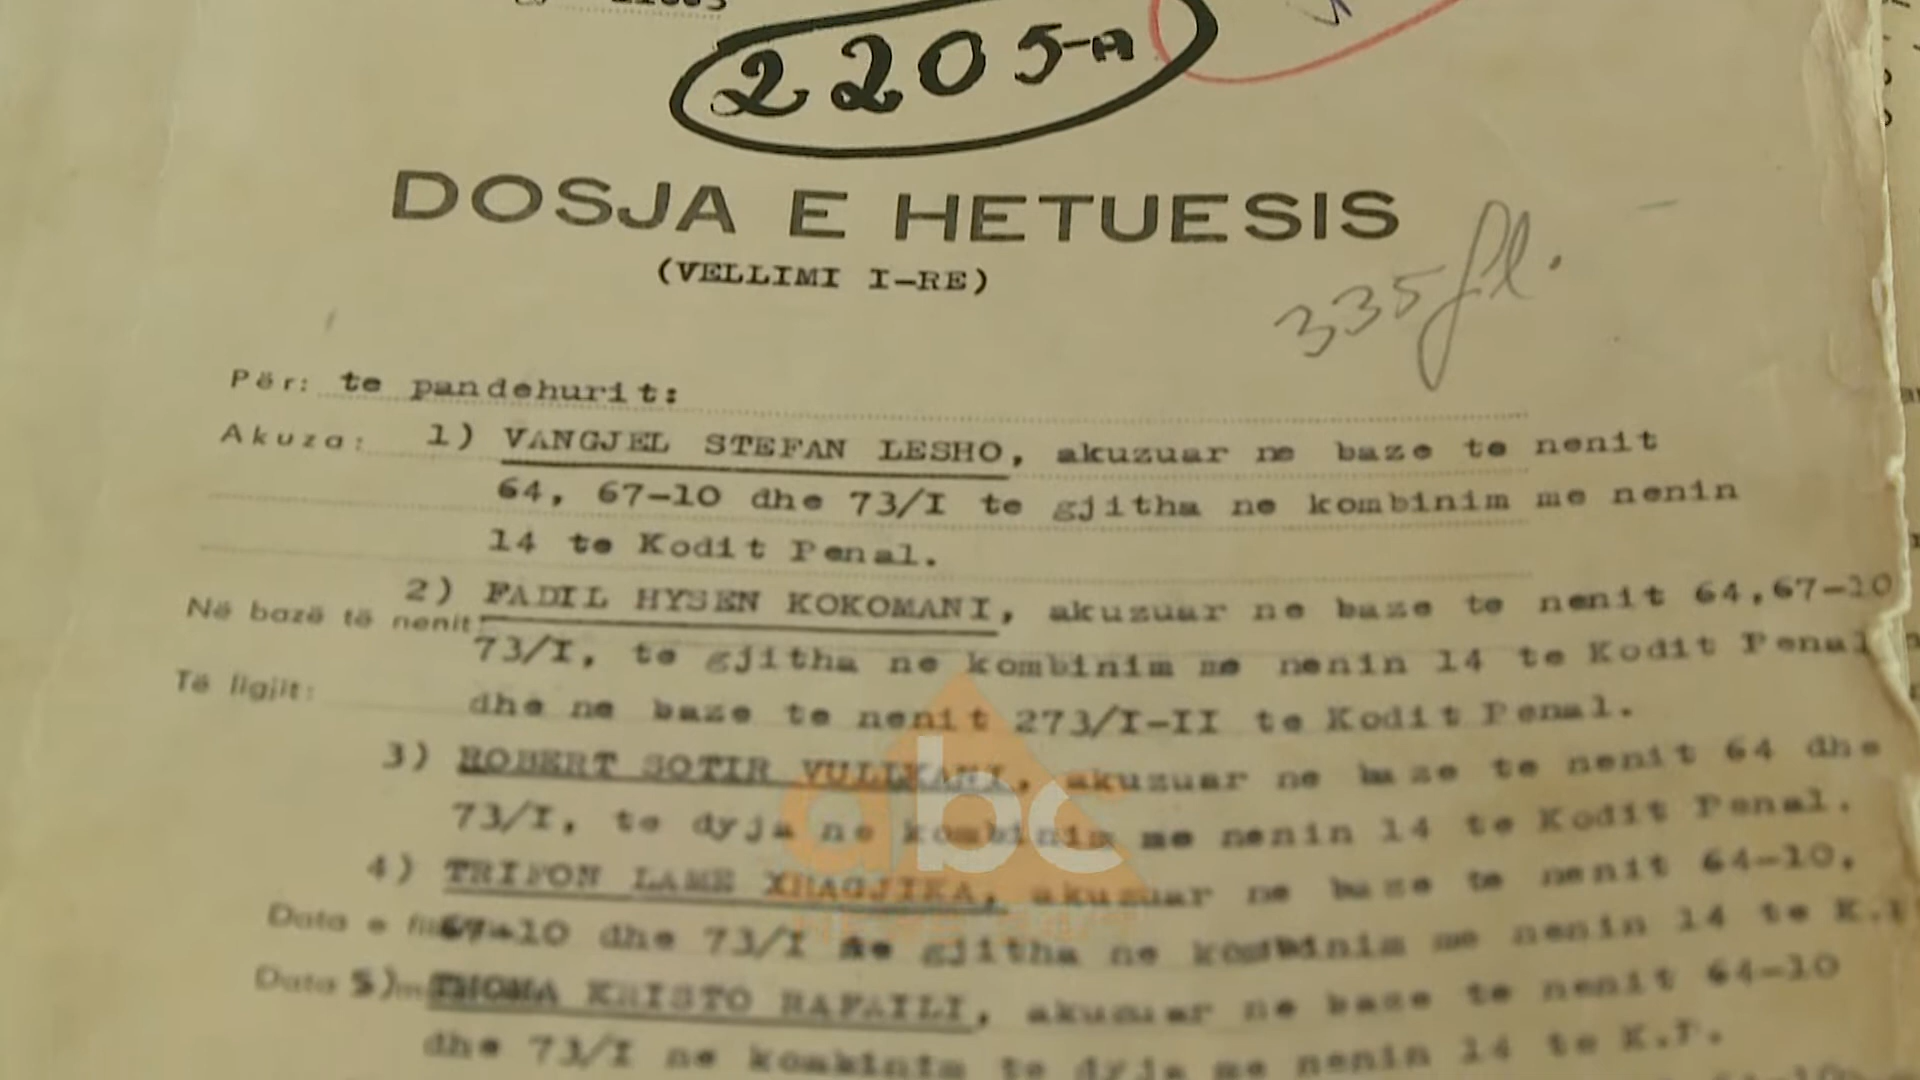 2205-A
DOSJA E HETUESIS
(VELLIMI I-RE)
335 fl.
Për: te pandehurit:
Akuza: 1) VANGJEL STEFAN LESHO, akuzuar ne baze te nenit
64, 67-10 dhe 73/I te gjitha ne kombinim me nenin
14 te Kodit Penal.
2) FADIL HYSEN KOKOMANI, akuzuar ne baze te nenit 64,67-10
Në bazë të nenit:
73/I, te gjitha ne kombinim me nenin 14 te Kodit Penal
Të ligjit:
dhe ne baze te nenit 273/I-II te Kodit Penal.
3) ROBERT SOTIR VULLKANI, akuzuar ne baze te nenit 64 dhe
73/I, te dyja ne kombinim me nenin 14 te Kodit Penal.
4) TRIFON LAME XHAGJIKA, akuzuar ne baze te nenit 64-10,
Data e
67-10 dhe 73/I te gjitha ne kombinim me nenin 14 te K.P
Data 5) THOMA KRISTO RAFAILI, akuzuar ne baze te nenit 64-10
dhe 73/I ne kombinim te dyja me nenin 14 te K.P.
abc
NEWS 24/7